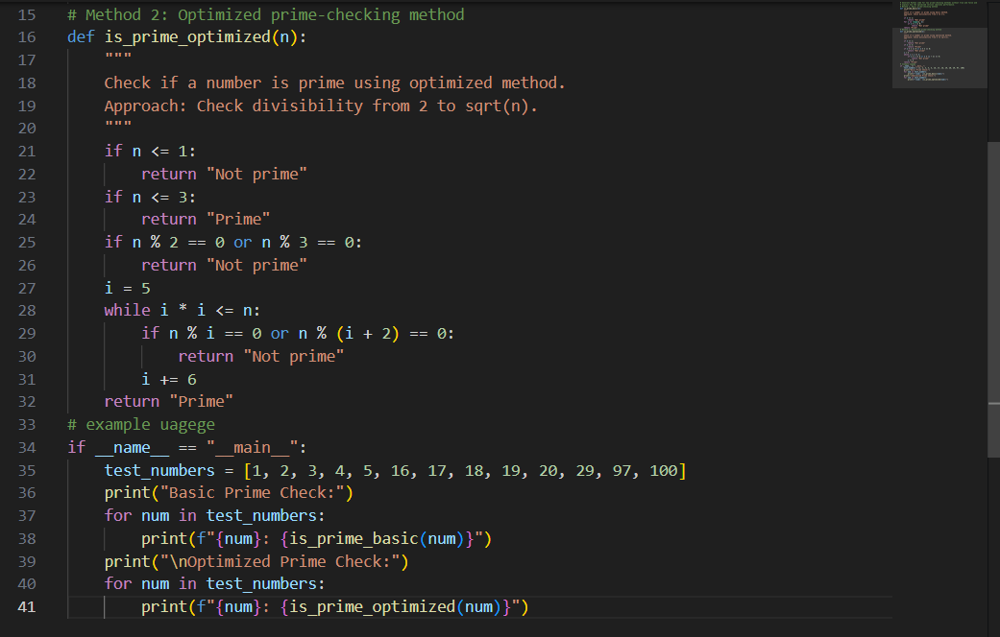 15 # Method 2: Optimized prime-checking method
16 def is_prime_optimized(n):
17     """
18     Check if a number is prime using optimized method.
19     Approach: Check divisibility from 2 to sqrt(n).
20     """
21     if n <= 1:
22         return "Not prime"
23     if n <= 3:
24         return "Prime"
25     if n % 2 == 0 or n % 3 == 0:
26         return "Not prime"
27     i = 5
28     while i * i <= n:
29         if n % i == 0 or n % (i + 2) == 0:
30             return "Not prime"
31         i += 6
32     return "Prime"
33 # example uagege
34 if __name__ == "__main__":
35     test_numbers = [1, 2, 3, 4, 5, 16, 17, 18, 19, 20, 29, 97, 100]
36     print("Basic Prime Check:")
37     for num in test_numbers:
38         print(f"{num}: {is_prime_basic(num)}")
39     print("\nOptimized Prime Check:")
40     for num in test_numbers:
41         print(f"{num}: {is_prime_optimized(num)}")